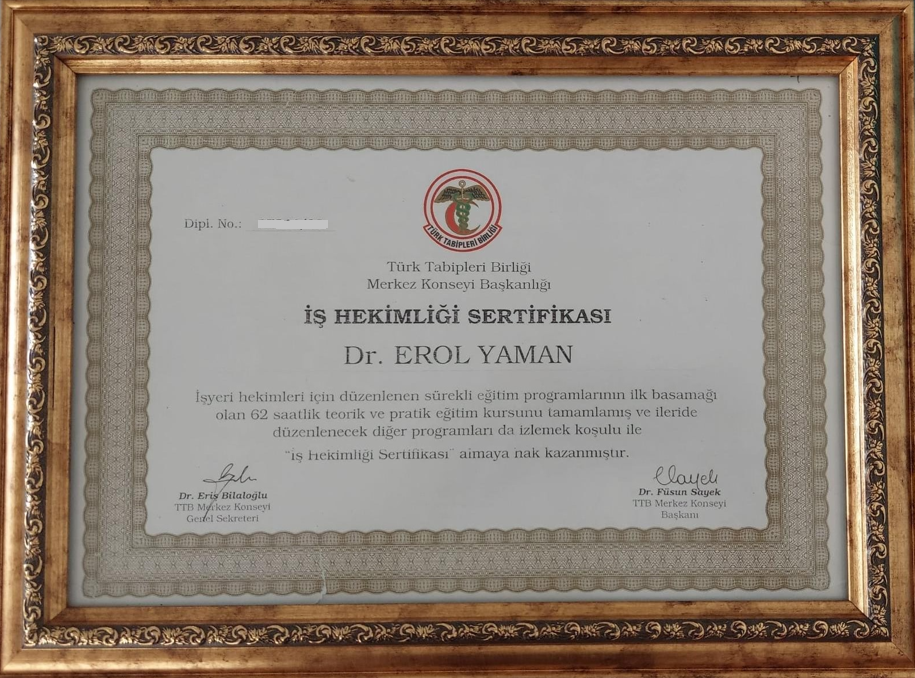 TÜRK TABİPLERİ BİRLİĞİ
Dipl. No.:
Türk Tabipleri Birliği
Merkez Konseyi Başkanlığı
İŞ HEKİMLİĞİ SERTİFİKASI
Dr. EROL YAMAN
İşyeri hekimleri için düzenlenen sürekli eğitim programlarının ilk basamağı
olan 62 saatlik teorik ve pratik eğitim kursunu tamamlamış ve ileride
düzenlenecek diğer programları da izlemek koşulu ile
"İş Hekimliği Sertifikası" almaya hak kazanmıştır.
Dr. Eriş Bilaloğlu
TTB Merkez Konseyi
Genel Sekreteri
Dr. Füsun Sayek
TTB Merkez Konseyi
Başkanı